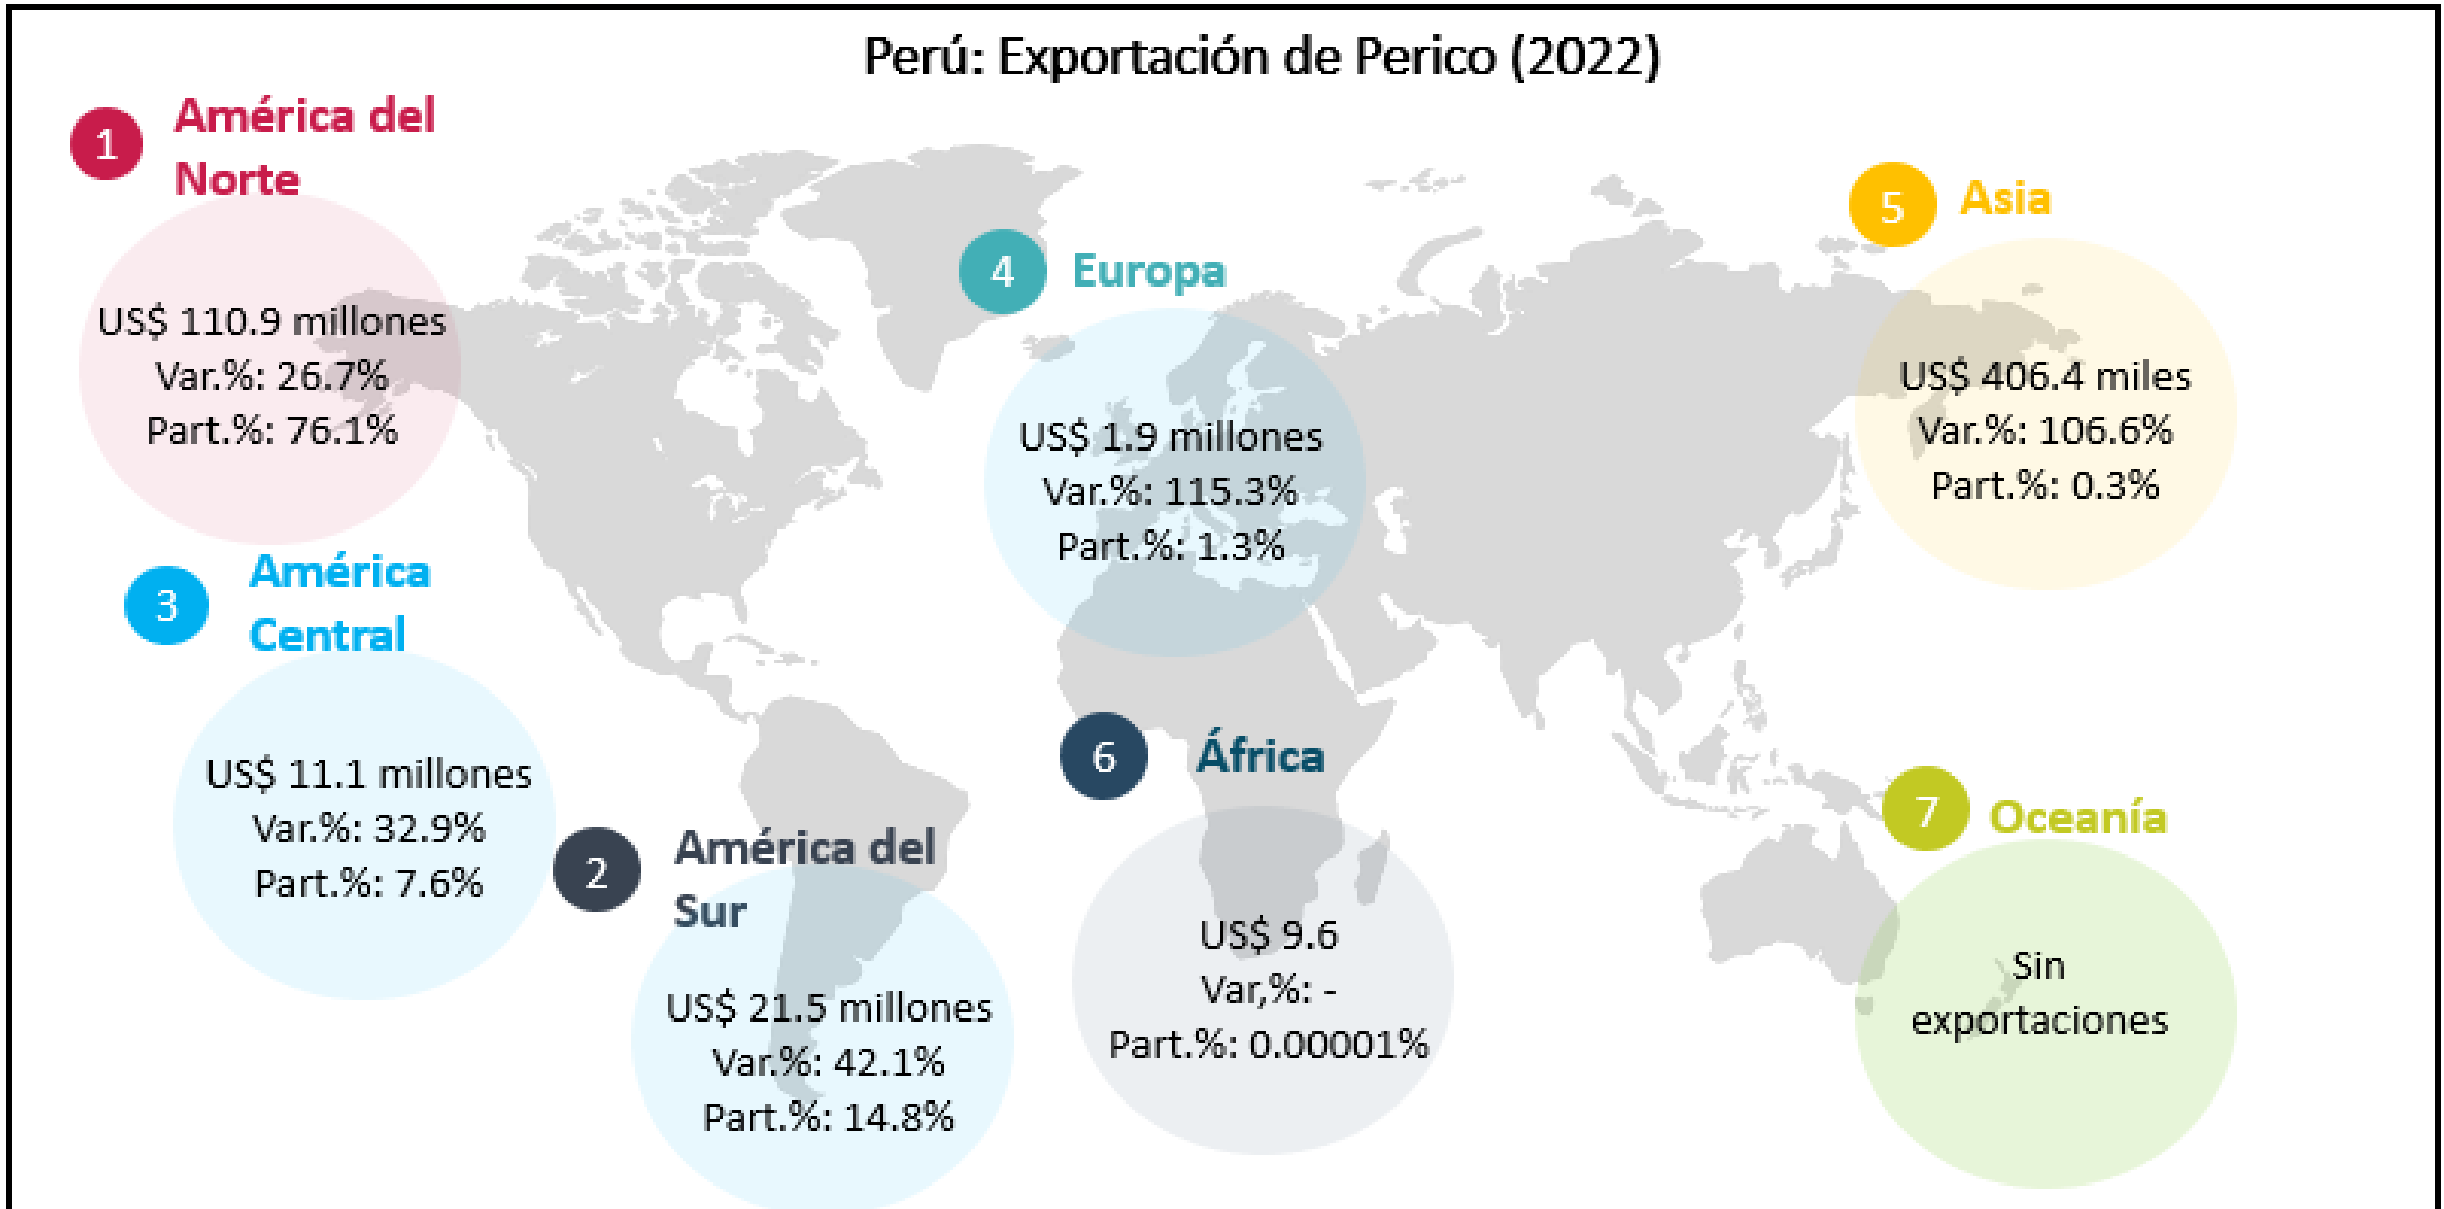 Perú: Exportación de Perico (2022)
1
América del
Norte
US$ 110.9 millones
Var.%: 26.7%
Part.%: 76.1%
3
América
Central
US$ 11.1 millones
Var.%: 32.9%
Part.%: 7.6%
2
América del
Sur
US$ 21.5 millones
Var.%: 42.1%
Part.%: 14.8%
4
Europa
US$ 1.9 millones
Var.%: 115.3%
Part.%: 1.3%
6
África
US$ 9.6
Var,%: -
Part.%: 0.00001%
5
Asia
US$ 406.4 miles
Var.%: 106.6%
Part.%: 0.3%
7
Oceanía
Sin
exportaciones